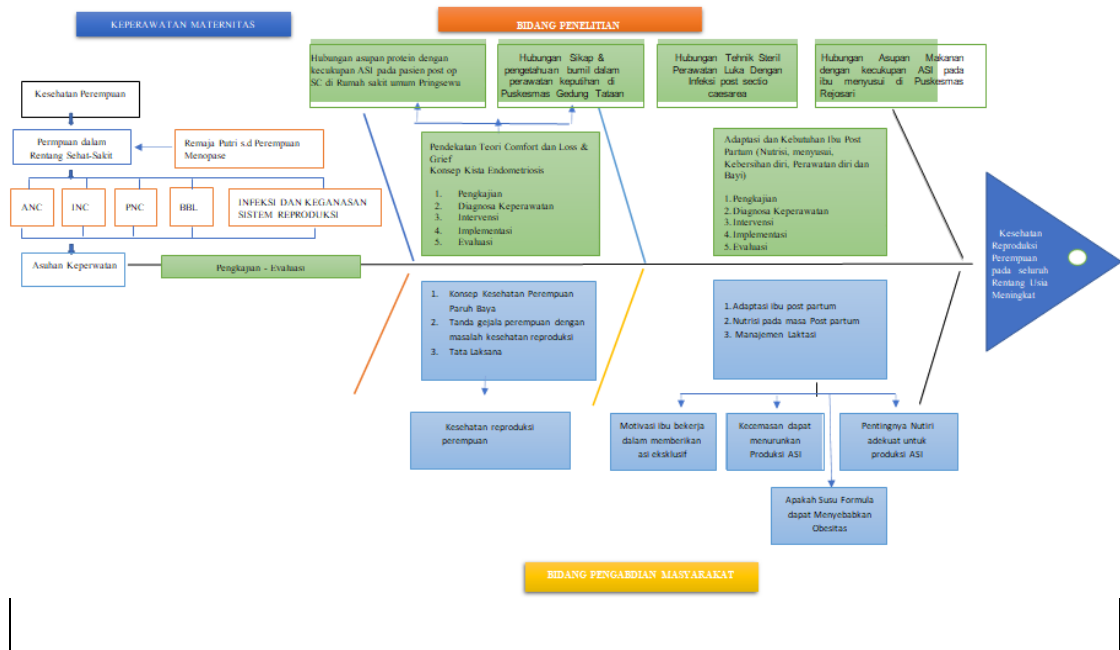 KEPERAWATAN MATERNITAS
BIDANG PENELITIAN
Kesehatan Perempuan
Permpuan dalam
Rentang Sehat-Sakit
Remaja Putri s.d Perempuan
Menopase
ANC
INC
PNC
BBL
INFEKSI DAN KEGANASAN
SISTEM REPRODUKSI
Asuhan Keperwatan
Pengkajian - Evaluasi
Hubungan asupan protein dengan
kecukupan ASI pada pasien post op
SC di Rumah sakit umum Pringsewu
Hubungan Sikap &
pengetahuan bumil dalam
perawatan keputihan di
Puskesmas Gedung Tataan
Hubungan Tehnik Steril
Perawatan Luka Dengan
Infeksi post sectio
caesarea
Hubungan Asupan Makanan
dengan kecukupan ASI pada
ibu menyusui di Puskesmas
Rejosari
Pendekatan Teori Comfort dan Loss &
Grief
Konsep Kista Endometriosis
1. Pengkajian
2. Diagnosa Keperawatan
3. Intervensi
4. Implementasi
5. Evaluasi
Adaptasi dan Kebutuhan Ibu Post
Partum (Nutrisi, menyusui,
Kebersihan diri, Perawatan diri dan
Bayi)
1. Pengkajian
2. Diagnosa Keperawatan
3. Intervensi
4. Implementasi
5. Evaluasi
Kesehatan
Reproduksi
Perempuan
pada seluruh
Rentang Usia
Meningkat
1. Konsep Kesehatan Perempuan
Paruh Baya
2. Tanda gejala perempuan dengan
masalah kesehatan reproduksi
3. Tata Laksana
1. Adaptasi ibu post partum
2. Nutrisi pada masa Post partum
3. Manajemen Laktasi
Kesehatan reproduksi
perempuan
Motivasi ibu bekerja
dalam memberikan
asi eksklusif
Kecemasan dapat
menurunkan
Produksi ASI
Pentingnya Nutiri
adekuat untuk
produksi ASI
Apakah Susu Formula
dapat Menyebabkan
Obesitas
BIDANG PENGABDIAN MASYARAKAT